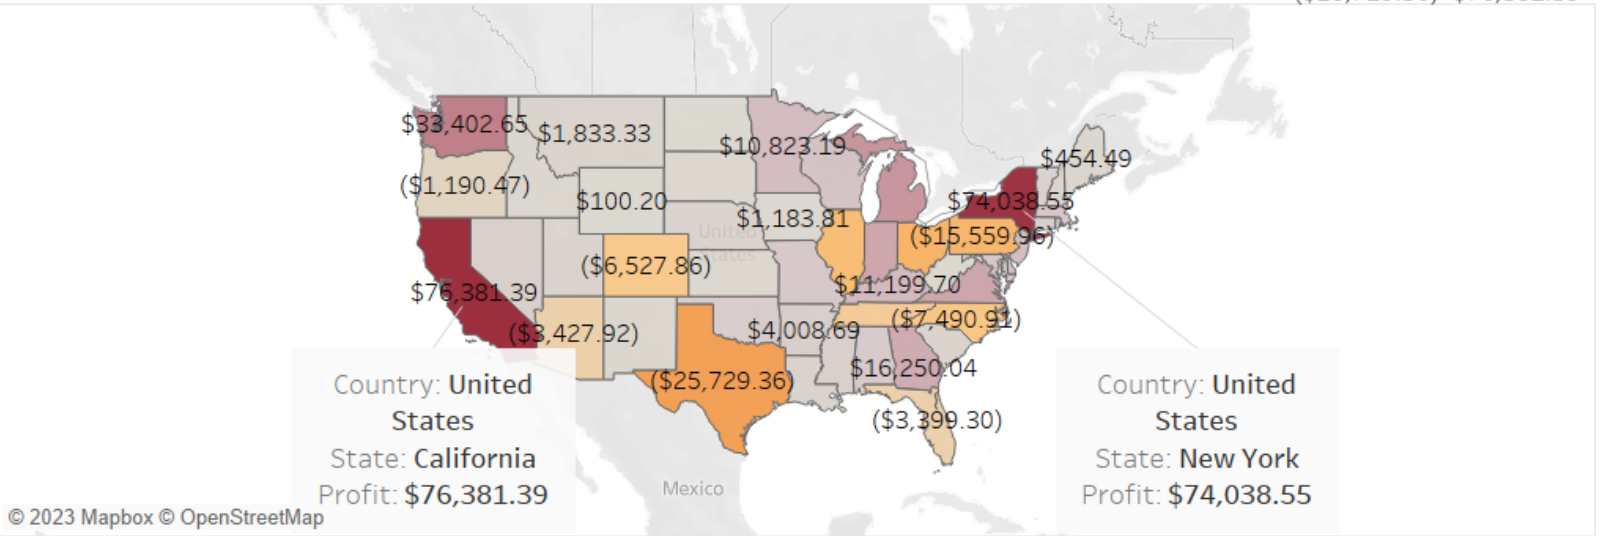 $33,402.65
$1,833.33
$10,823.19
$454.49
($1,190.47)
$100.20
$74,038.55
$1,183.81
United
States
($15,559.96)
($6,527.86)
$76,381.39
$11,199.70
($3,427.92)
$4,008.69
($7,490.91)
$16,250.04
($25,729.36)
($3,399.30)
Country: United
States
State: California
Profit: $76,381.39
Country: United
States
State: New York
Profit: $74,038.55
Mexico
© 2023 Mapbox © OpenStreetMap